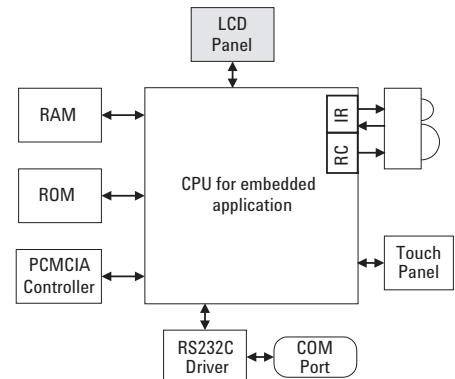 LCD
Panel
RAM
IR
RC
ROM
CPU for embedded
application
PCMCIA
Controller
Touch
Panel
RS232C
Driver
COM
Port